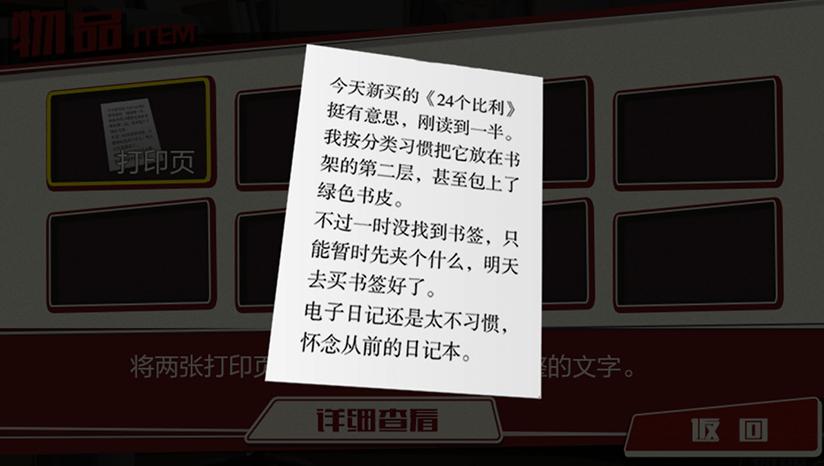 物品 ITEM
今天新买的《24个比利》
挺有意思，刚读到一半。
我按分类习惯把它放在书
架的第二层，甚至包上了
绿色书皮。
不过一时没找到书签，只
能暂时先夹个什么，明天
去买书签好了。
电子日记还是太不习惯，
怀念从前的日记本。
打印页
将两张打印页
整的文字。
详细查看
返回